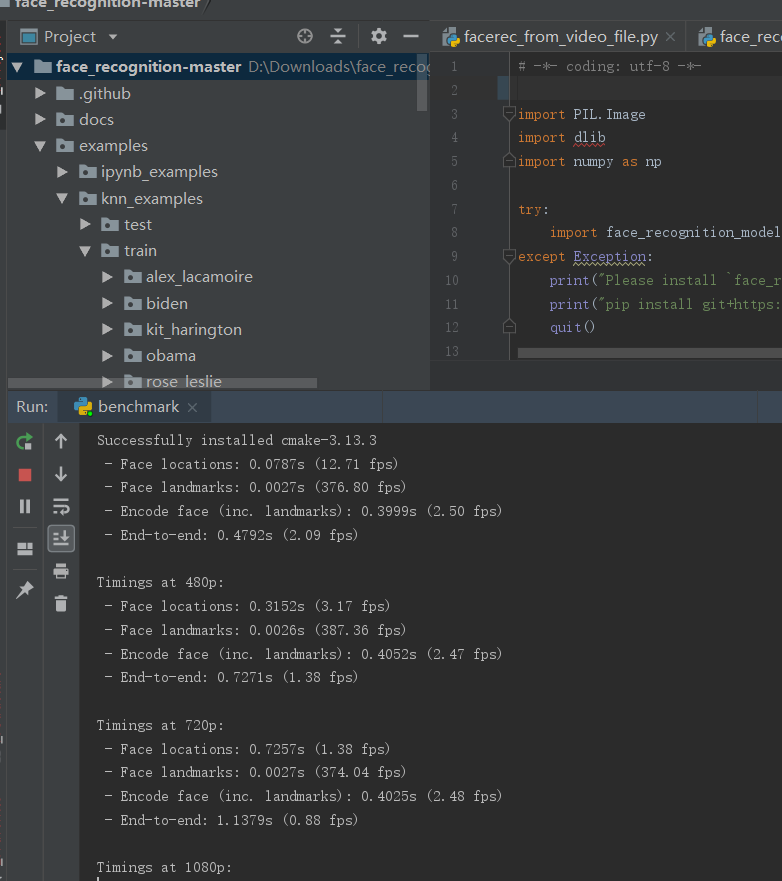 face_recognition-master
Project
face_recognition-master D:\Downloads\face_recog
.github
docs
examples
ipynb_examples
knn_examples
test
train
alex_lacamoire
biden
kit_harington
obama
rose_leslie
facerec_from_video_file.py
face_rec
1 # -*- coding: utf-8 -*-
2
3 import PIL.Image
4 import dlib
5 import numpy as np
6
7 try:
8 import face_recognition_model
9 except Exception:
10 print("Please install `face_r
11 print("pip install git+https:
12 quit()
13
Run: benchmark
Successfully installed cmake-3.13.3
- Face locations: 0.0787s (12.71 fps)
- Face landmarks: 0.0027s (376.80 fps)
- Encode face (inc. landmarks): 0.3999s (2.50 fps)
- End-to-end: 0.4792s (2.09 fps)
Timings at 480p:
- Face locations: 0.3152s (3.17 fps)
- Face landmarks: 0.0026s (387.36 fps)
- Encode face (inc. landmarks): 0.4052s (2.47 fps)
- End-to-end: 0.7271s (1.38 fps)
Timings at 720p:
- Face locations: 0.7257s (1.38 fps)
- Face landmarks: 0.0027s (374.04 fps)
- Encode face (inc. landmarks): 0.4025s (2.48 fps)
- End-to-end: 1.1379s (0.88 fps)
Timings at 1080p: